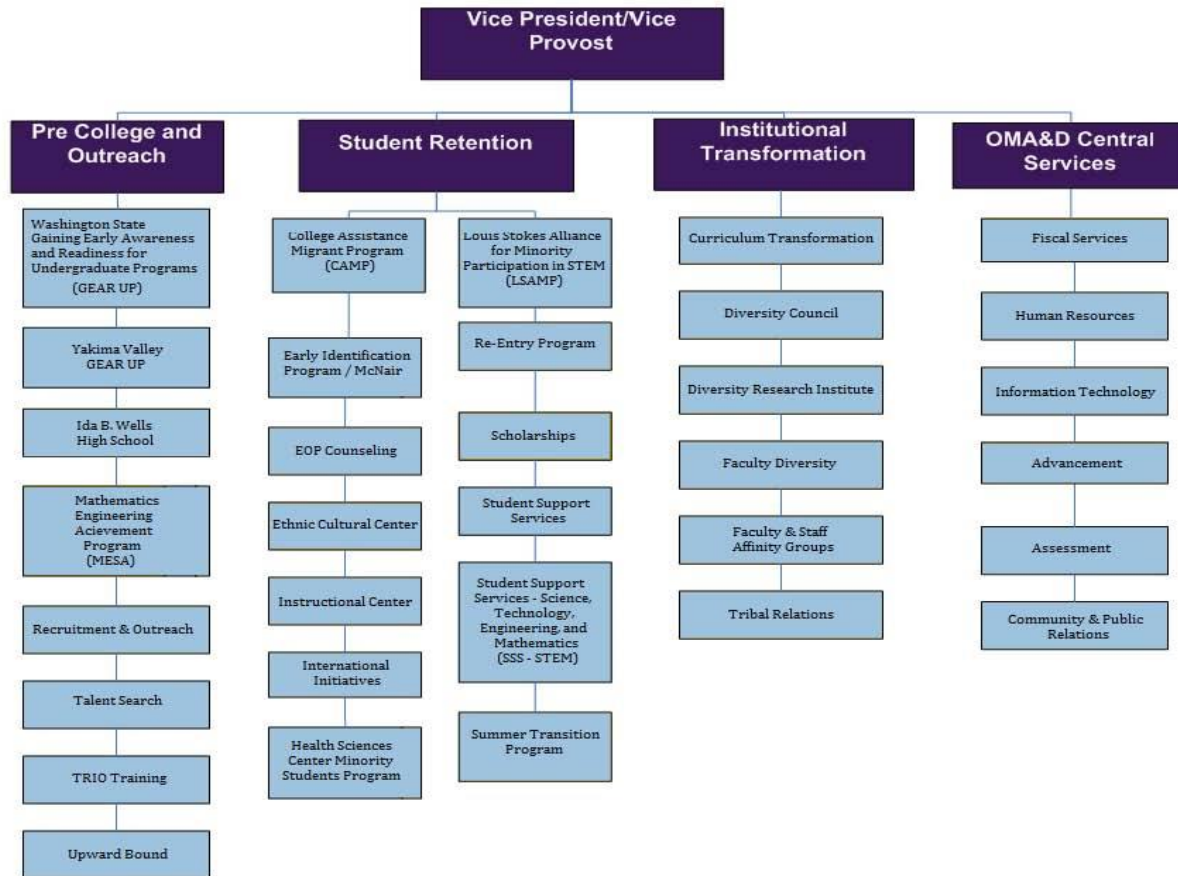 Vice President/Vice
Provost
Pre College and
Outreach
Student Retention
Institutional
Transformation
OMA&D Central
Services
Washington State
Gaining Early Awareness
and Readiness for
Undergraduate Programs
(GEAR UP)
Yakima Valley
GEAR UP
Ida B. Wells
High School
Mathematics
Engineering
Acievement
Program
(MESA)
Recruitment & Outreach
Talent Search
TRIO Training
Upward Bound
College Assistance
Migrant Program
(CAMP)
Early Identification
Program / McNair
EOP Counseling
Ethnic Cultural Center
Instructional Center
International
Initiatives
Health Sciences
Center Minority
Students Program
Louis Stokes Alliance
for Minority
Participation in STEM
(LSAMP)
Re-Entry Program
Scholarships
Student Support
Services
Student Support
Services - Science,
Technology,
Engineering, and
Mathematics
(SSS - STEM)
Summer Transition
Program
Curriculum Transformation
Diversity Council
Diversity Research Institute
Faculty Diversity
Faculty & Staff
Affinity Groups
Tribal Relations
Fiscal Services
Human Resources
Information Technology
Advancement
Assessment
Community & Public
Relations